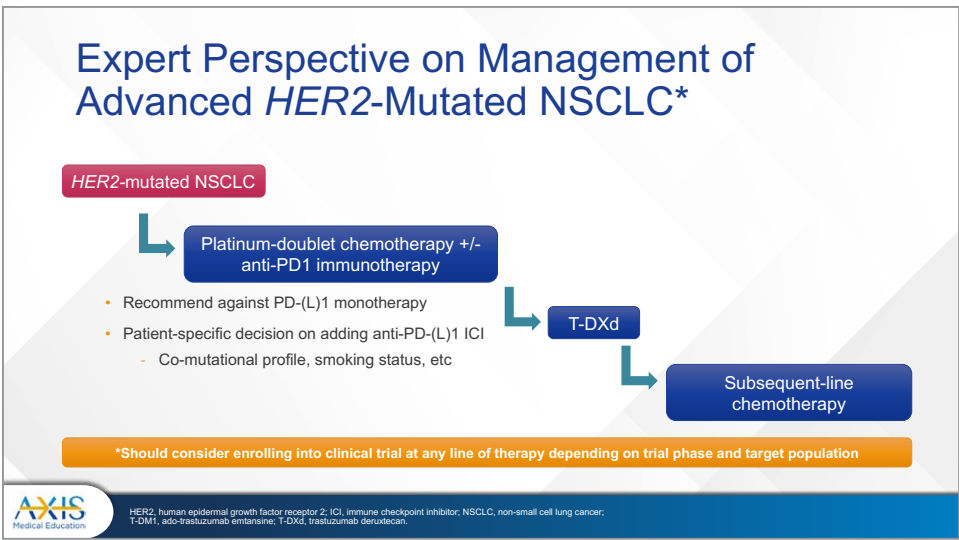 Expert Perspective on Management of
Advanced HER2-Mutated NSCLC*
HER2-mutated NSCLC
Platinum-doublet chemotherapy +/-
anti-PD1 immunotherapy
• Recommend against PD-(L)1 monotherapy
• Patient-specific decision on adding anti-PD-(L)1 ICI
- Co-mutational profile, smoking status, etc
T-DXd
Subsequent-line
chemotherapy
*Should consider enrolling into clinical trial at any line of therapy depending on trial phase and target population
AXIS
Medical Education
HER2, human epidermal growth factor receptor 2; ICI, immune checkpoint inhibitor; NSCLC, non-small cell lung cancer;
T-DM1, ado-trastuzumab emtansine; T-DXd, trastuzumab deruxtecan.